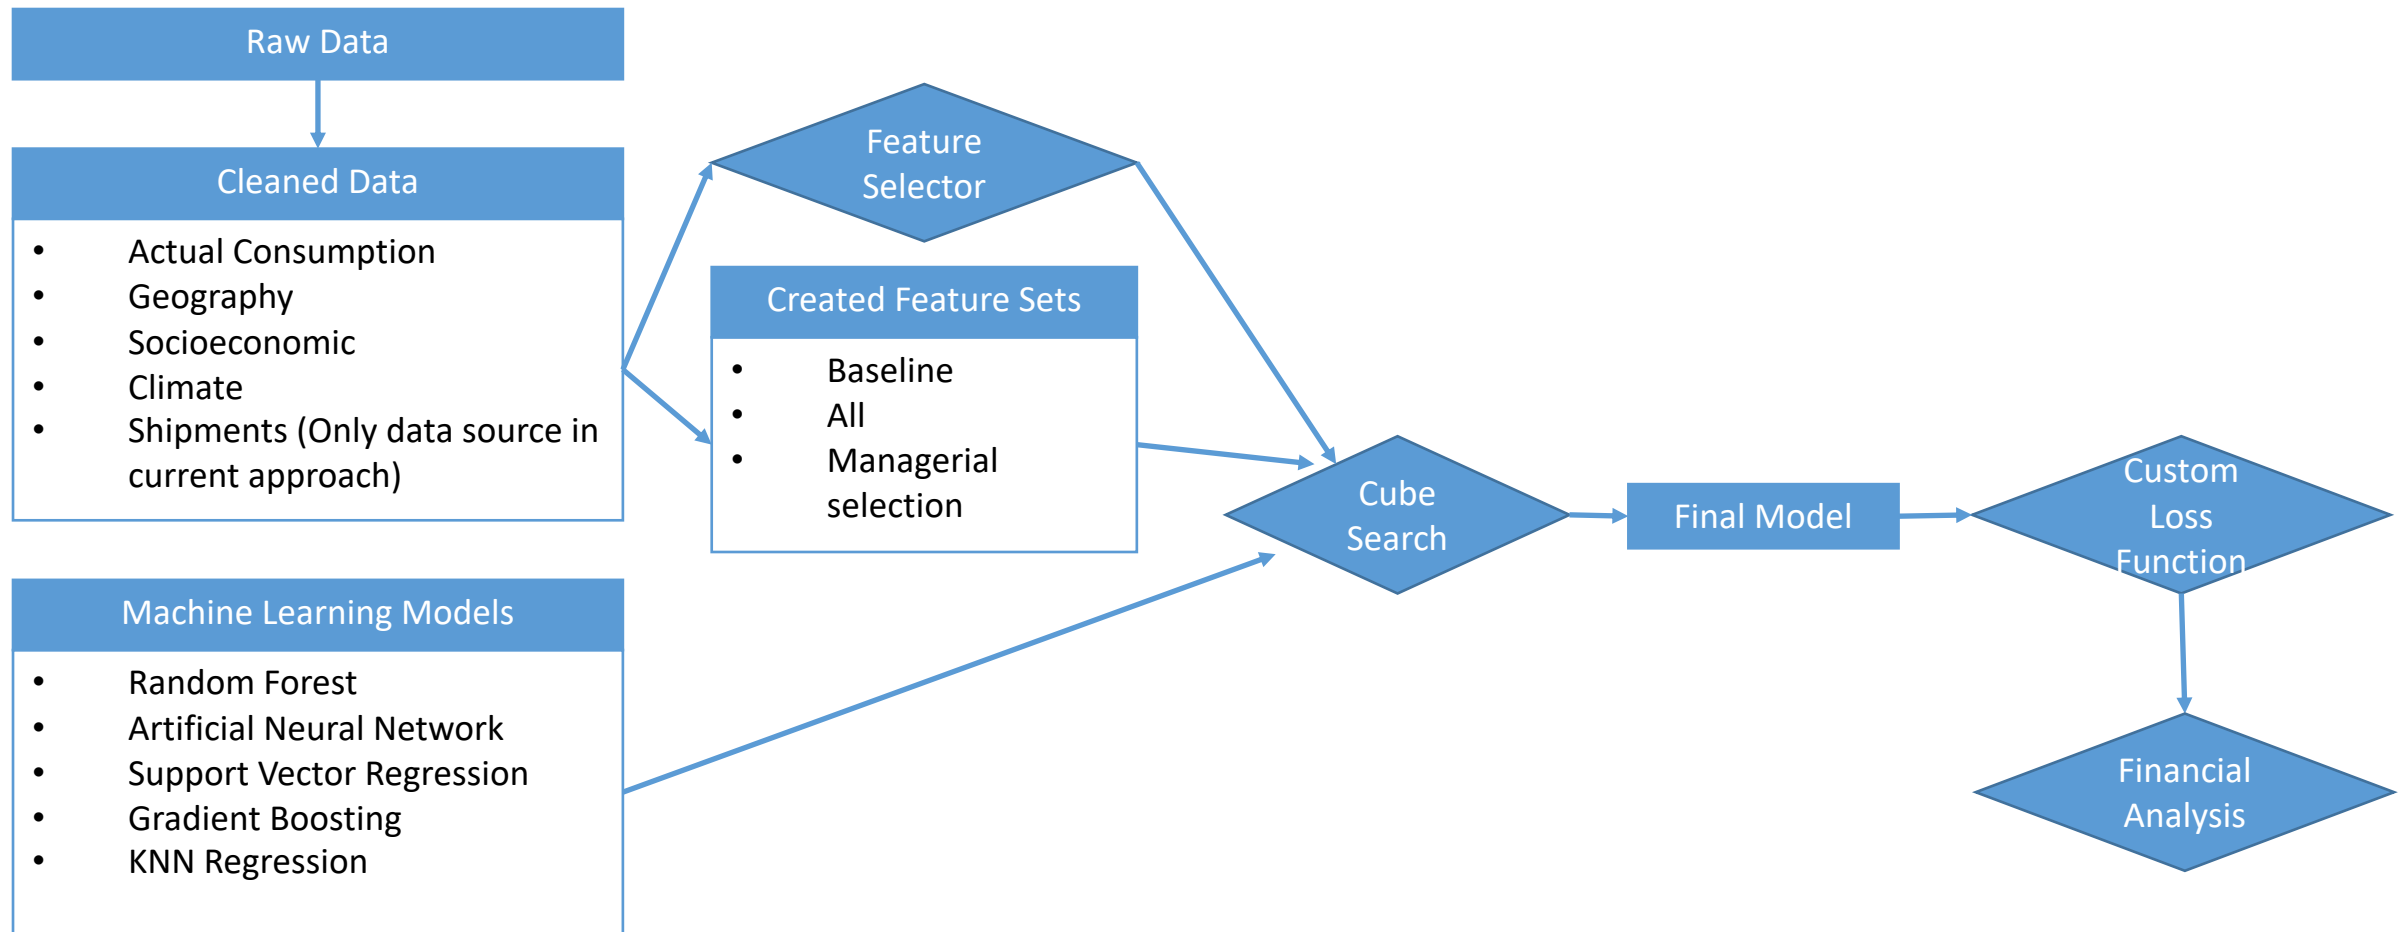 Raw Data
Cleaned Data
• Actual Consumption
• Geography
• Socioeconomic
• Climate
• Shipments (Only data source in
current approach)
Machine Learning Models
• Random Forest
• Artificial Neural Network
• Support Vector Regression
• Gradient Boosting
• KNN Regression
Feature
Selector
Created Feature Sets
• Baseline
• All
• Managerial
selection
Cube
Search
Final Model
Custom
Loss
Function
Financial
Analysis